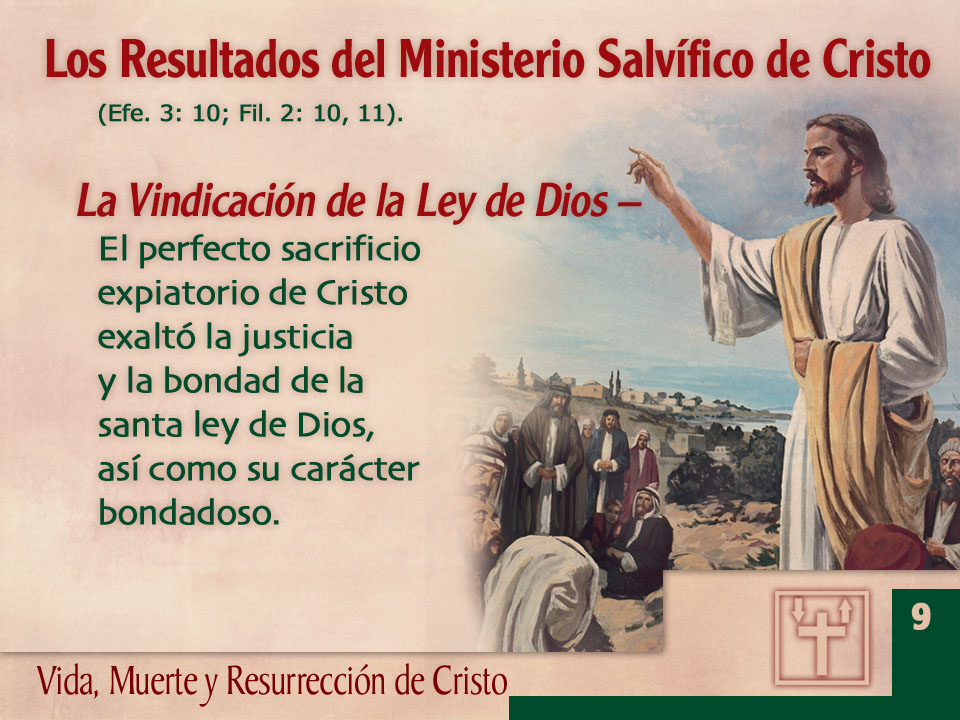 Los Resultados del Ministerio Salvífico de Cristo
(Efe. 3: 10; Fil. 2: 10, 11).
La Vindicación de la Ley de Dios –
El perfecto sacrificio
expiatorio de Cristo
exaltó la justicia
y la bondad de la
santa ley de Dios,
así como su carácter
bondadoso.
9
Vida, Muerte y Resurrección de Cristo